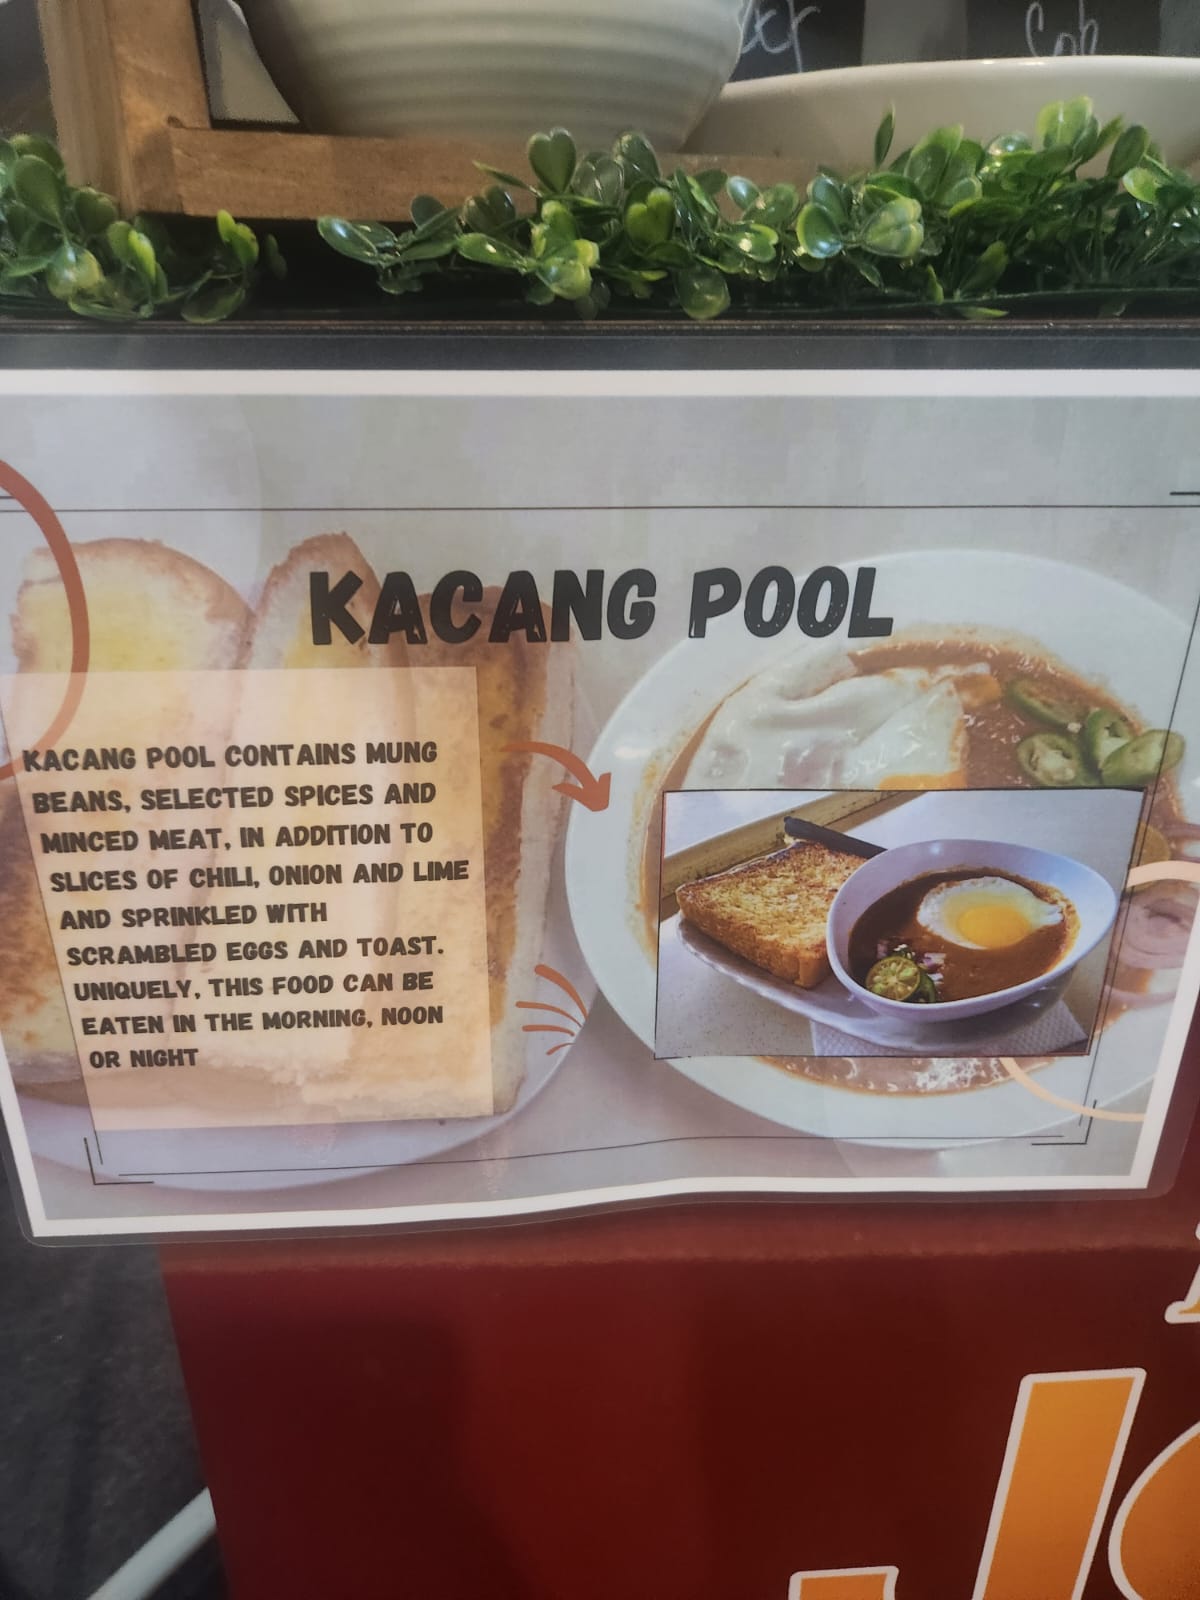 KACANG POOL
KACANG POOL CONTAINS MUNG
BEANS, SELECTED SPICES AND
MINCED MEAT, IN ADDITION TO
SLICES OF CHILI, ONION AND LIME
AND SPRINKLED WITH
SCRAMBLED EGGS AND TOAST.
UNIQUELY, THIS FOOD CAN BE
EATEN IN THE MORNING, NOON
OR NIGHT